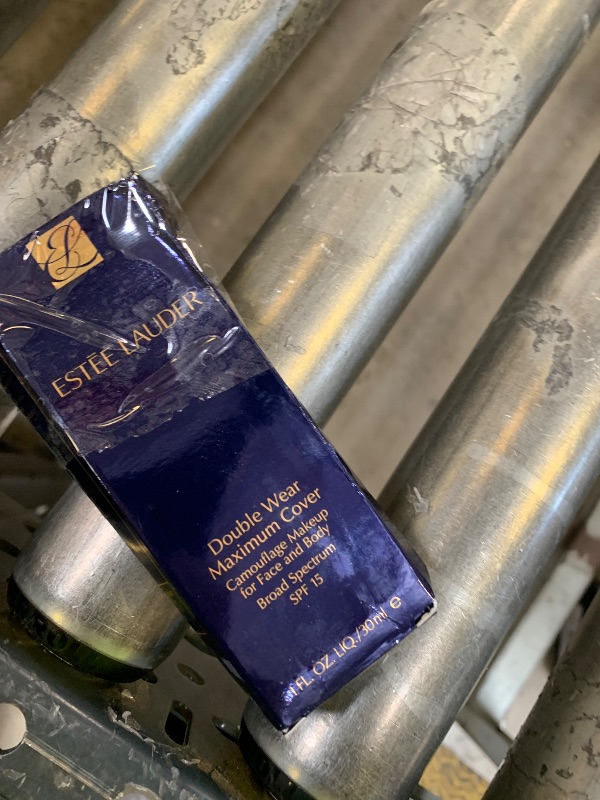 ESTĒE LAUDER
Double Wear
Maximum Cover
Camouflage Makeup
for Face and Body
Broad Spectrum
SPF 15
1 FL. OZ. LIQ./30ml e